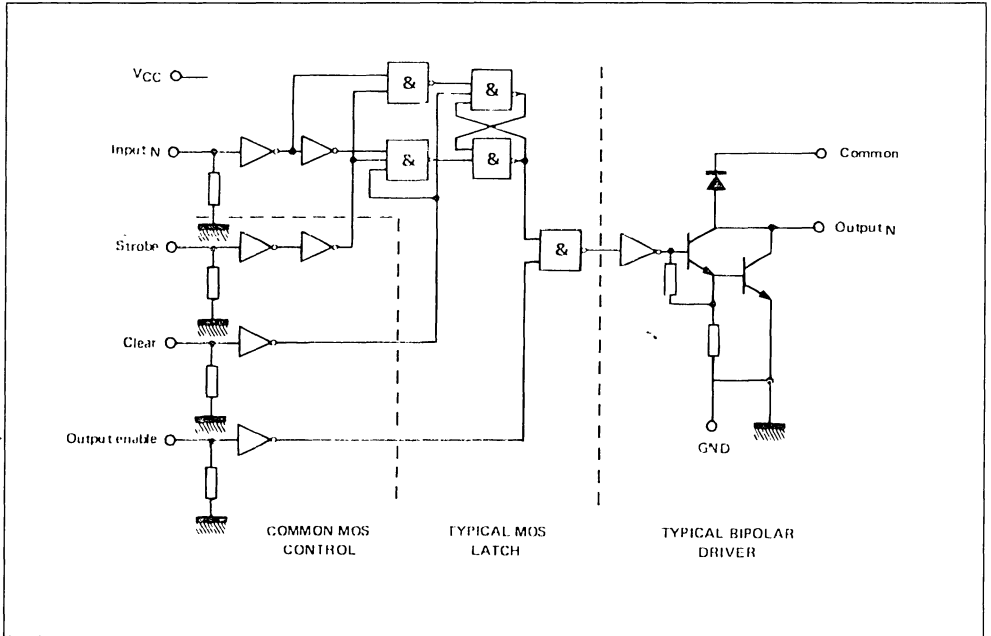 VCC
&
&
Input N
&
&
Common
Strobe
Output N
&
Clear
Output enable
GND
COMMON MOS
CONTROL
TYPICAL MOS
LATCH
TYPICAL BIPOLAR
DRIVER